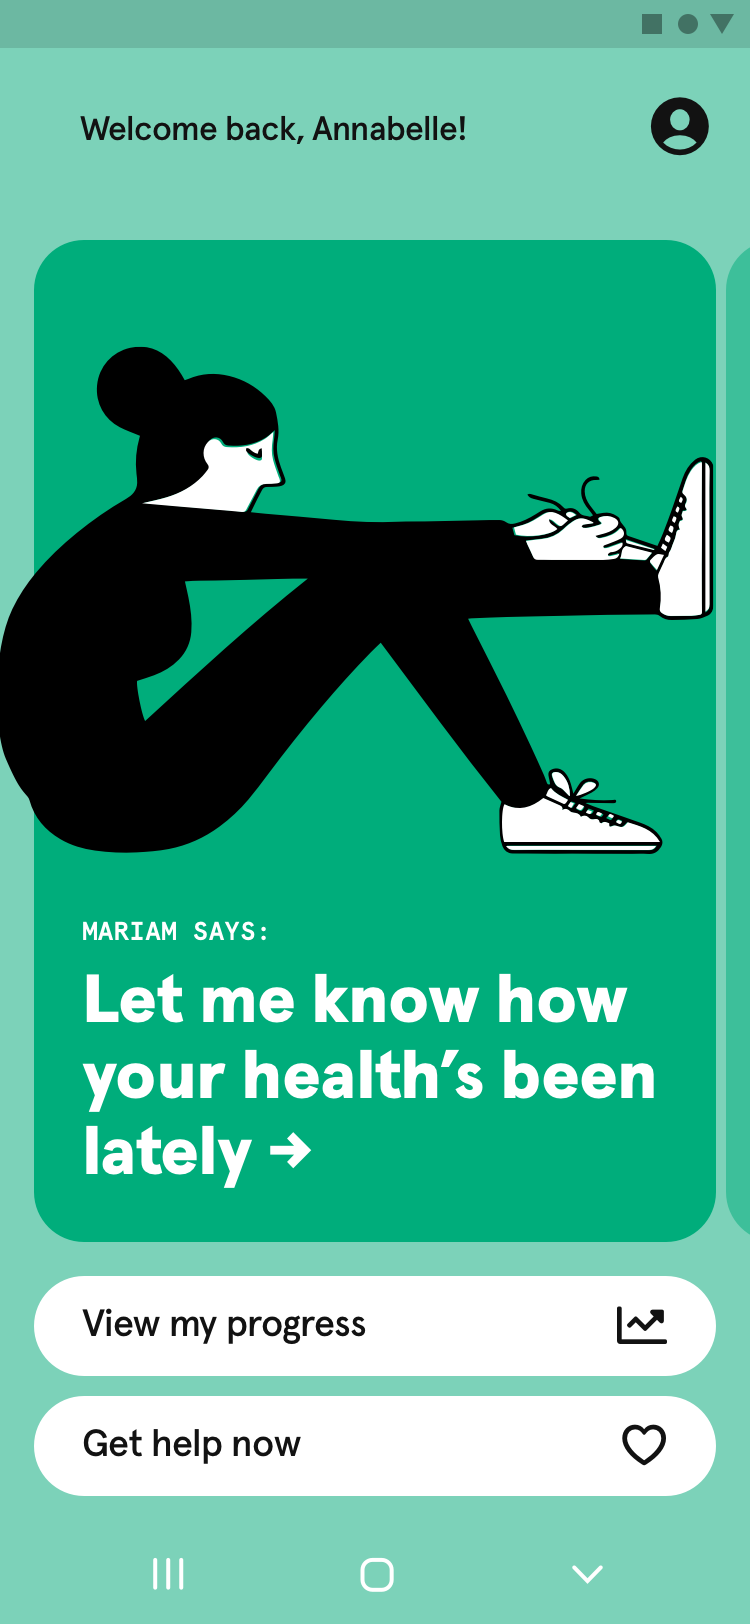 Welcome back, Annabelle!
MARIAM SAYS:
Let me know how
your health’s been
lately →
View my progress
Get help now